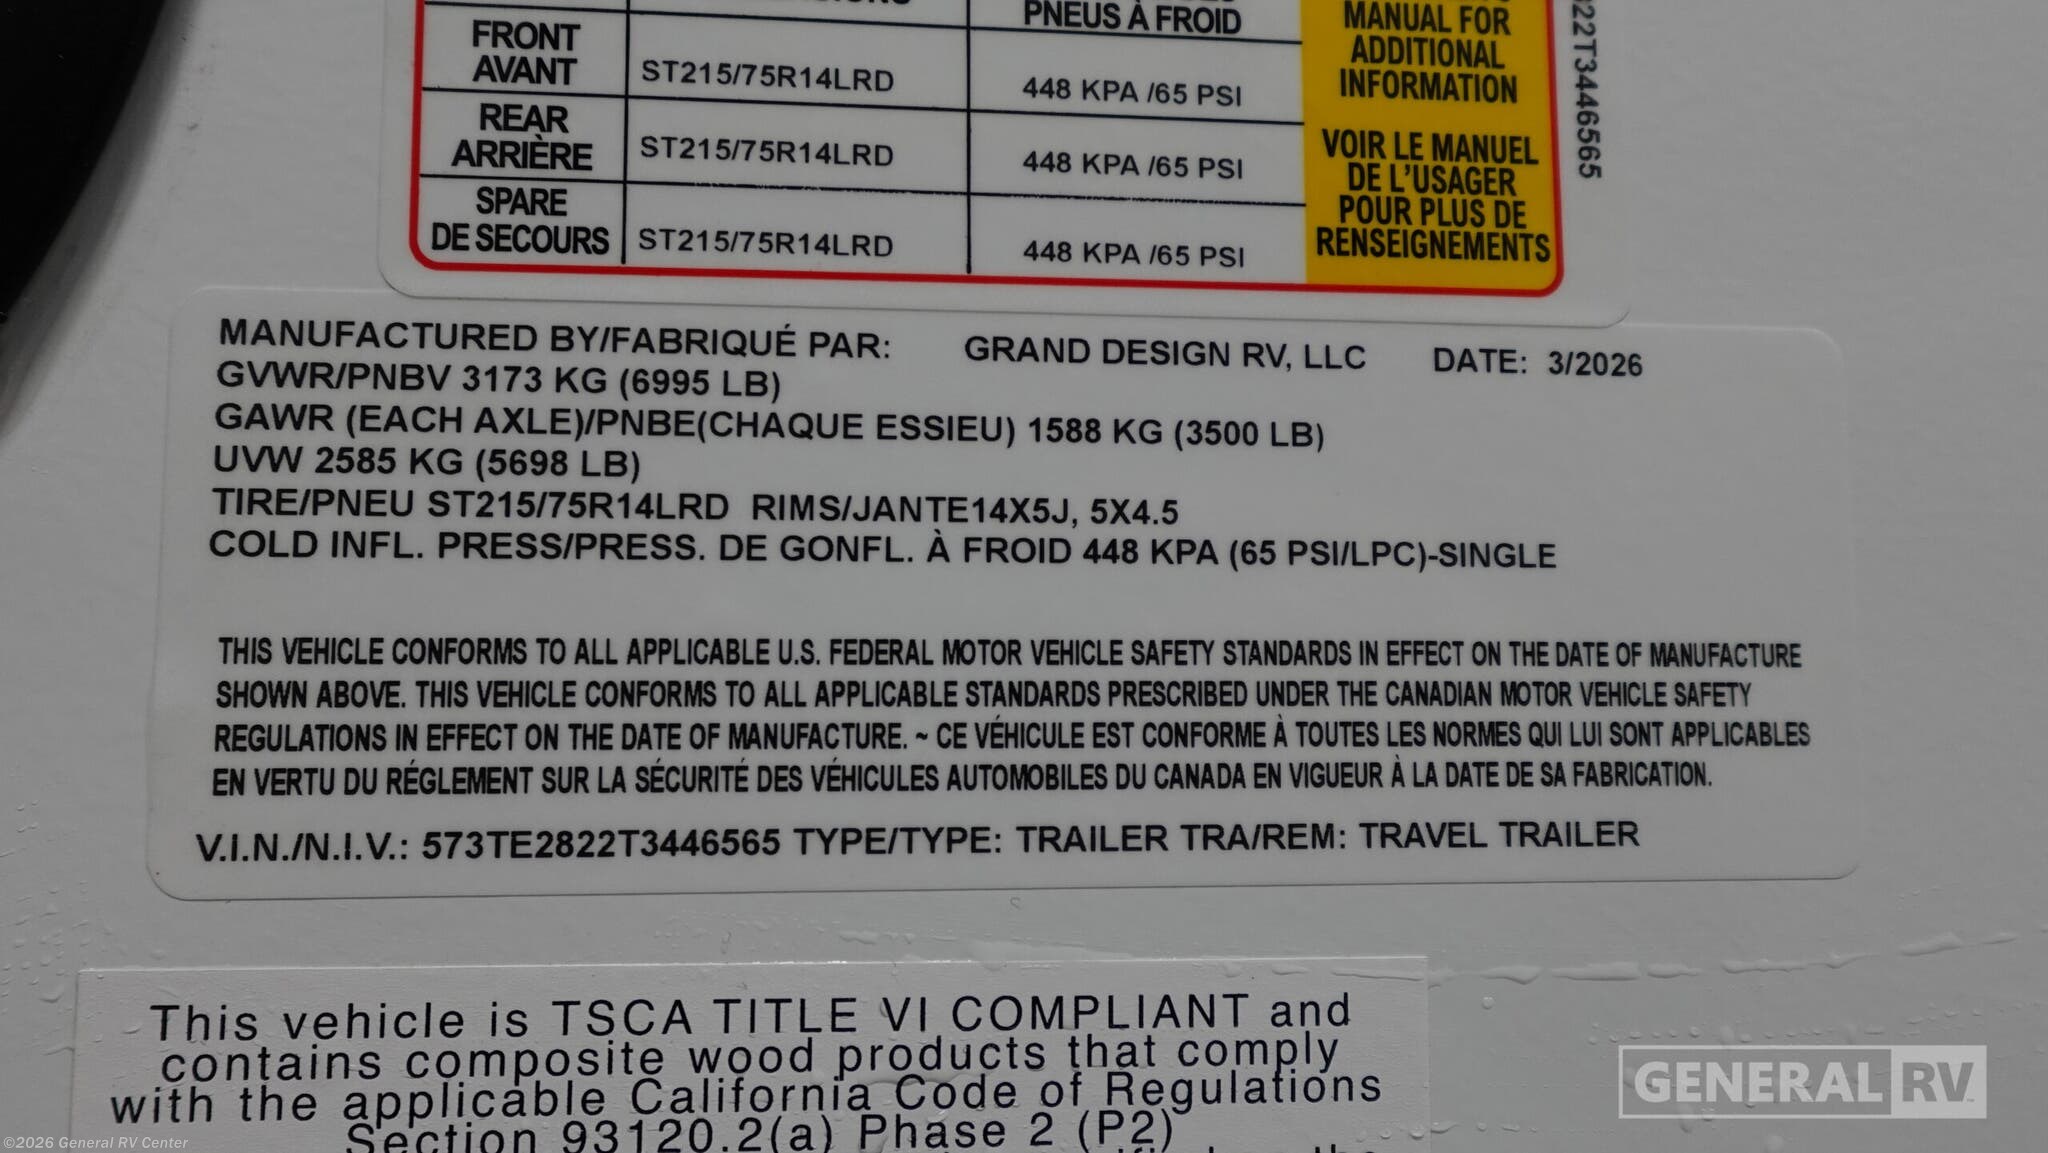 PNEUS À FROID
FRONT
AVANT
ST215/75R14LRD
448 KPA /65 PSI
REAR
ARRIÈRE
ST215/75R14LRD
448 KPA /65 PSI
SPARE
DE SECOURS
ST215/75R14LRD
448 KPA /65 PSI
MANUAL FOR
ADDITIONAL
INFORMATION
VOIR LE MANUEL
DE L'USAGER
POUR PLUS DE
RENSEIGNEMENTS
22T3446565
MANUFACTURED BY/FABRIQUÉ PAR: GRAND DESIGN RV, LLC DATE: 3/2026
GVWR/PNBV 3173 KG (6995 LB)
GAWR (EACH AXLE)/PNBE(CHAQUE ESSIEU) 1588 KG (3500 LB)
UVW 2585 KG (5698 LB)
TIRE/PNEU ST215/75R14LRD RIMS/JANTE14X5J, 5X4.5
COLD INFL. PRESS/PRESS. DE GONFL. À FROID 448 KPA (65 PSI/LPC)-SINGLE
THIS VEHICLE CONFORMS TO ALL APPLICABLE U.S. FEDERAL MOTOR VEHICLE SAFETY STANDARDS IN EFFECT ON THE DATE OF MANUFACTURE
SHOWN ABOVE. THIS VEHICLE CONFORMS TO ALL APPLICABLE STANDARDS PRESCRIBED UNDER THE CANADIAN MOTOR VEHICLE SAFETY
REGULATIONS IN EFFECT ON THE DATE OF MANUFACTURE. ~ CE VÉHICULE EST CONFORME À TOUTES LES NORMES QUI LUI SONT APPLICABLES
EN VERTU DU RÉGLEMENT SUR LA SÉCURITÉ DES VÉHICULES AUTOMOBILES DU CANADA EN VIGUEUR À LA DATE DE SA FABRICATION.
V.I.N./N.I.V.: 573TE2822T3446565 TYPE/TYPE: TRAILER TRA/REM: TRAVEL TRAILER
This vehicle is TSCA TITLE VI COMPLIANT and
contains composite wood products that comply
with the applicable California Code of Regulations
Section 93120.2(a) Phase 2 (P2)
GENERAL RV
©2026 General RV Center